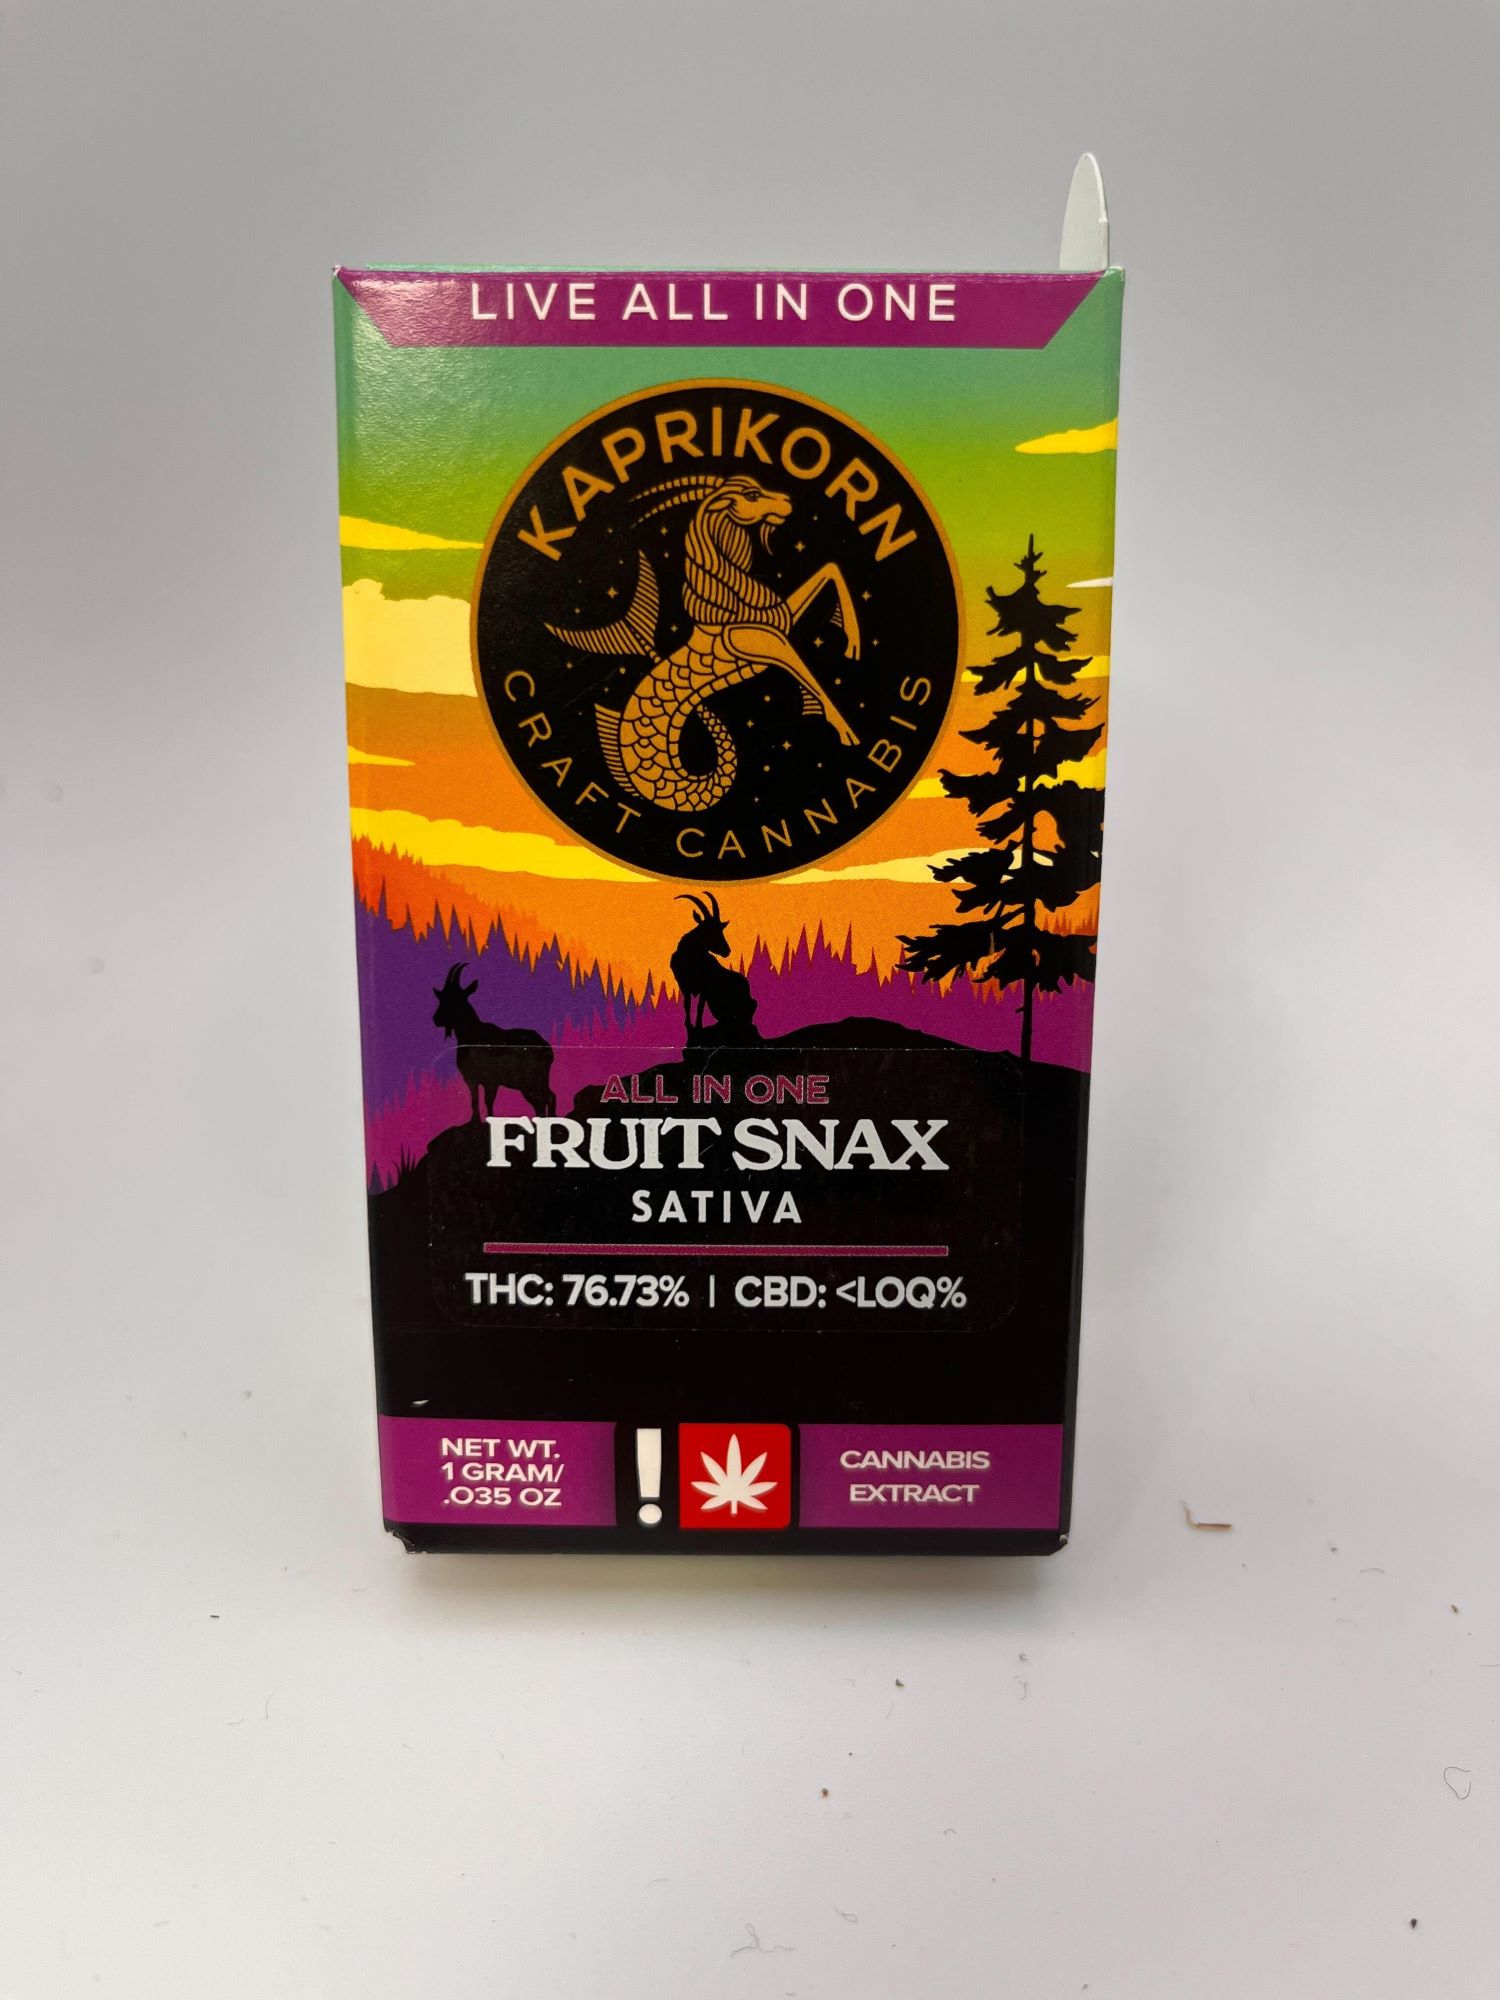 LIVE ALL IN ONE
KAPRIKORN
CRAFT CANNABIS
ALL IN ONE
FRUIT SNAX
SATIVA
THC: 76.73% | CBD: <LOQ%
NET WT.
1 GRAM/
.035 OZ
!
CANNABIS
EXTRACT